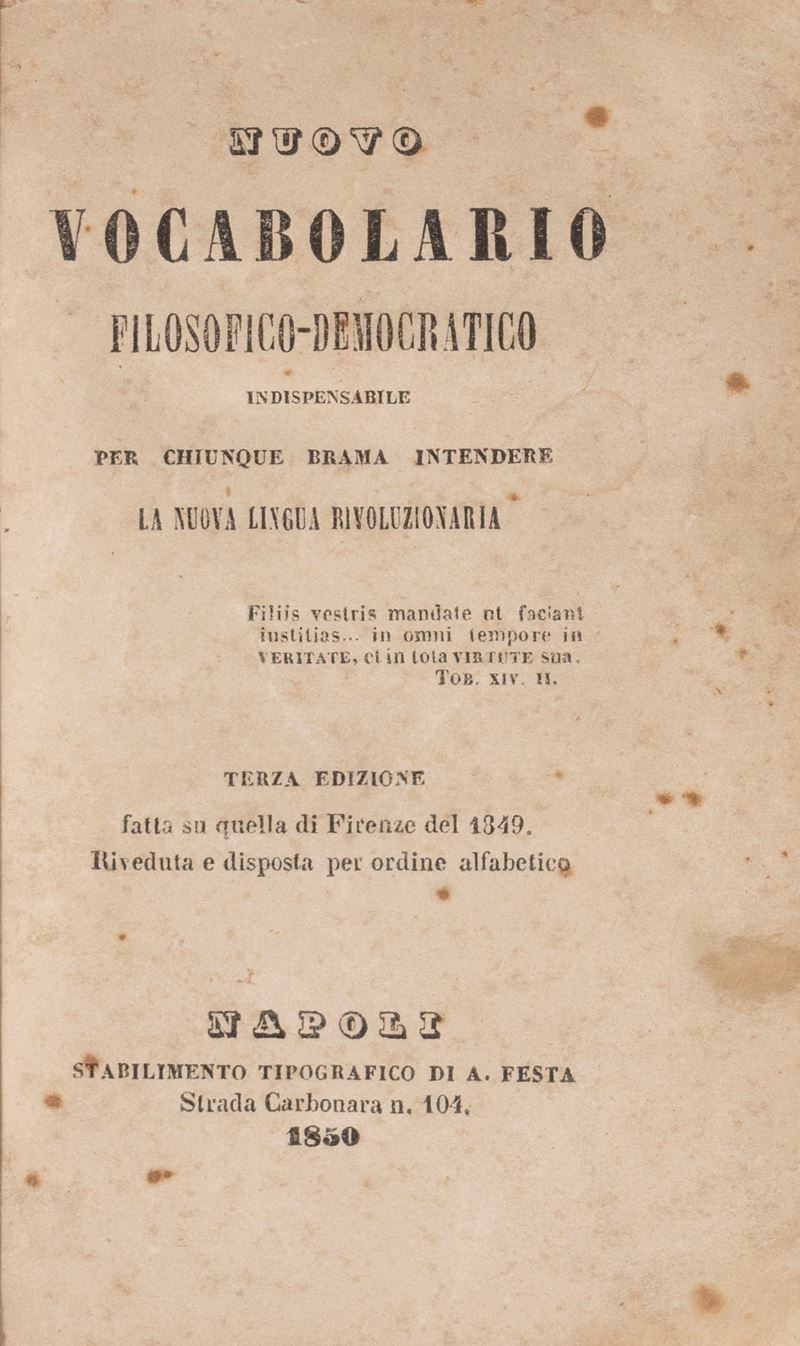 NUOVO
VOCABOLARIO
FILOSOFICO-DEMOCRATICO
INDISPENSABILE
PER CHIUNQUE BRAMA INTENDERE
LA NUOVA LINGUA RIVOLUZIONARIA
Filiis vestris mandate ut faciant
iustitias... in omni tempore in
VERITATE, et in tota VIRTUTE sua.
TOB. XIV. II.
TERZA EDIZIONE
fatta su quella di Firenze del 1849.
Riveduta e disposta per ordine alfabetico
NAPOLI
STABILIMENTO TIPOGRAFICO DI A. FESTA
Strada Carbonara n. 104.
1850